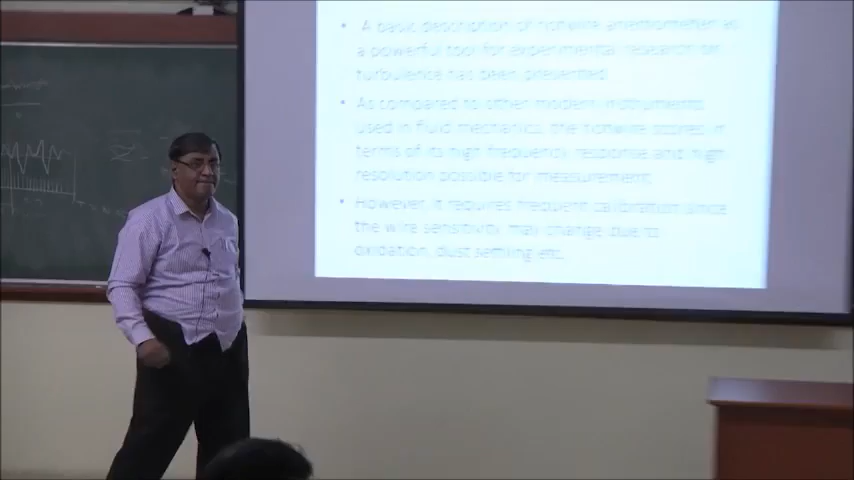 • A basic description of hotwire anemometer as
a powerful tool for experimental research on
turbulence has been presented.
• As compared to other modern instruments
used in fluid mechanics, the hotwire scores in
terms of its high frequency response and high
resolution possible for measurement.
• However, it requires frequent calibration since
the wire sensitivity may change due to
oxidation, dust settling etc.